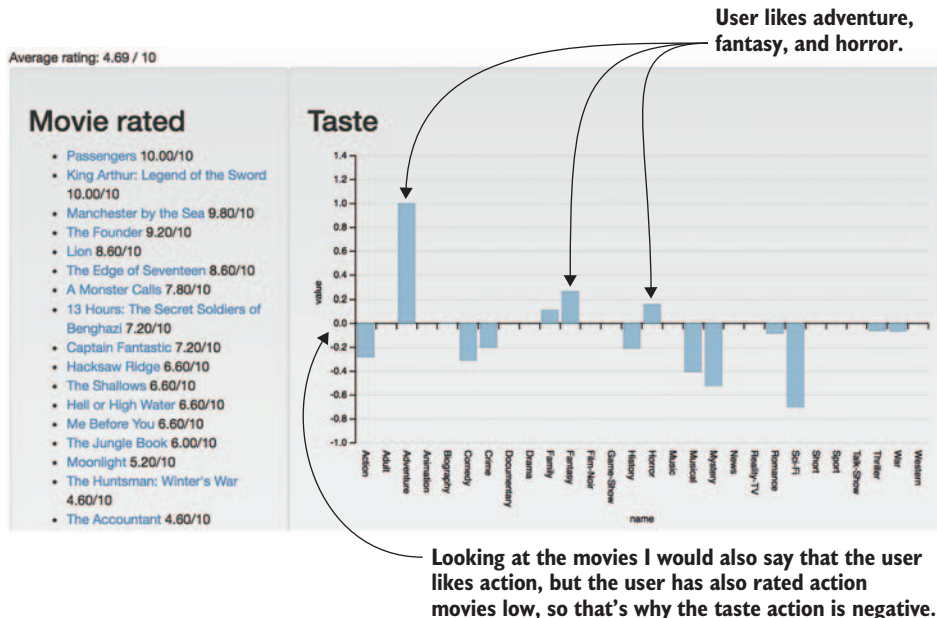 User likes adventure,
fantasy, and horror.
Average rating: 4.69 / 10
Movie rated
• Passengers 10.00/10
• King Arthur: Legend of the Sword
10.00/10
• Manchester by the Sea 9.80/10
• The Founder 9.20/10
• Lion 8.60/10
• The Edge of Seventeen 8.60/10
• A Monster Calls 7.80/10
• 13 Hours: The Secret Soldiers of
Benghazi 7.20/10
• Captain Fantastic 7.20/10
• Hacksaw Ridge 6.60/10
• The Shallows 6.60/10
• Hell or High Water 6.60/10
• Me Before You 6.60/10
• The Jungle Book 6.00/10
• Moonlight 5.20/10
• The Huntsman: Winter's War
4.60/10
• The Accountant 4.60/10
Taste
1.4
1.2
1.0
0.8
0.6
0.4
0.2
0.0
-0.2
-0.4
-0.6
-0.8
-1.0
value
Action
Adult
Adventure
Animation
Biography
Comedy
Crime
Documentary
Drama
Family
Fantasy
Film-Noir
Game-Show
History
Horror
Music
Musical
Mystery
News
Reality-TV
Romance
Sci-Fi
Short
Sport
Talk-Show
Thriller
War
Western
name
Looking at the movies I would also say that the user
likes action, but the user has also rated action
movies low, so that's why the taste action is negative.